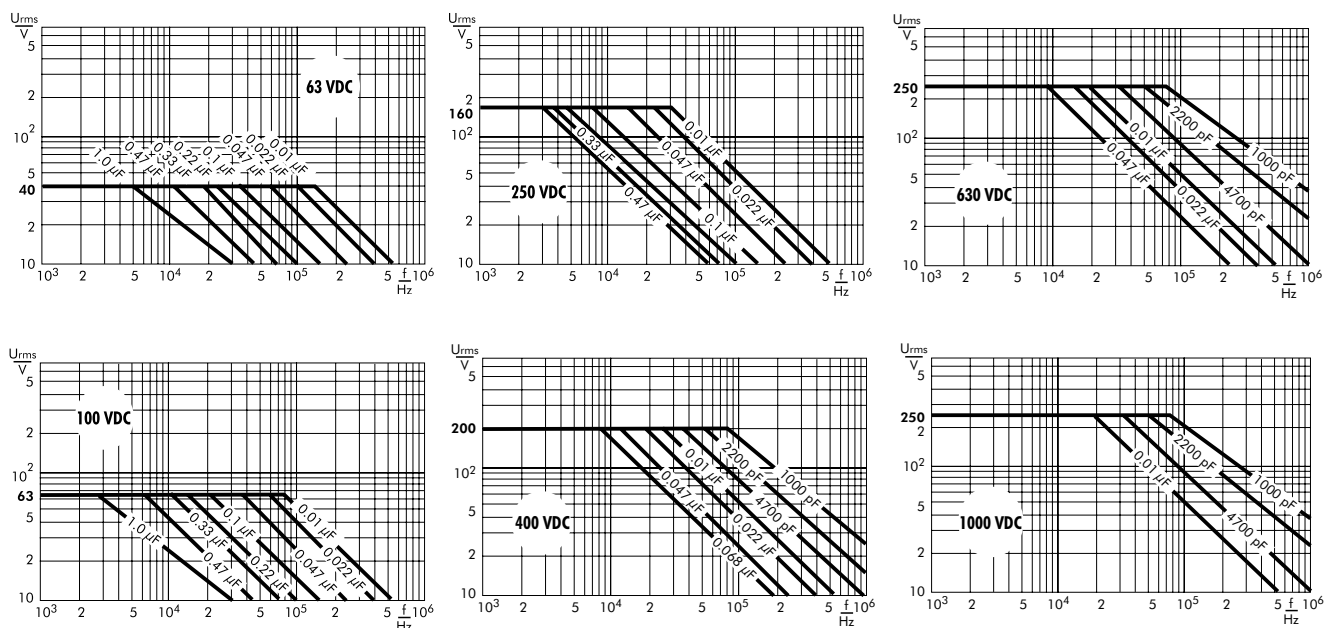 Urms
V
5
2
10²
5
40
2
10
63 VDC
1.0 µF
0.47 µF
0.33 µF
0.22 µF
0.1 µF
0.047 µF
0.022 µF
0.01 µF
10³ 2 5 10⁴ 2 5 10⁵ 2 5 f/Hz 10⁶
Urms
V
5
2
160
10²
5
2
10
250 VDC
0.33 µF
0.47 µF
0.047 µF
0.1 µF
0.01 µF
0.022 µF
10³ 2 5 10⁴ 2 5 10⁵ 2 5 f/Hz 10⁶
Urms
V
5
250
2
10²
5
2
10
630 VDC
0.01 µF
0.047 µF
0.022 µF
2200 pF
4700 pF
1000 pF
10³ 2 5 10⁴ 2 5 10⁵ 2 5 f/Hz 10⁶
Urms
V
5
2
10²
63
5
2
10
100 VDC
1.0 µF
0.33 µF
0.47 µF
0.1 µF
0.22 µF
0.047 µF
0.01 µF
0.022 µF
10³ 2 5 10⁴ 2 5 10⁵ 2 5 f/Hz 10⁶
Urms
V
5
200
10²
5
2
10
400 VDC
0.047 µF
0.068 µF
0.01 µF
0.022 µF
2200 pF
4700 pF
1000 pF
10³ 2 5 10⁴ 2 5 10⁵ 2 5 f/Hz 10⁶
Urms
V
5
250
2
10²
5
2
10
1000 VDC
0.01 µF
2200 pF
4700 pF
1000 pF
10³ 2 5 10⁴ 2 5 10⁵ 2 5 f/Hz 10⁶